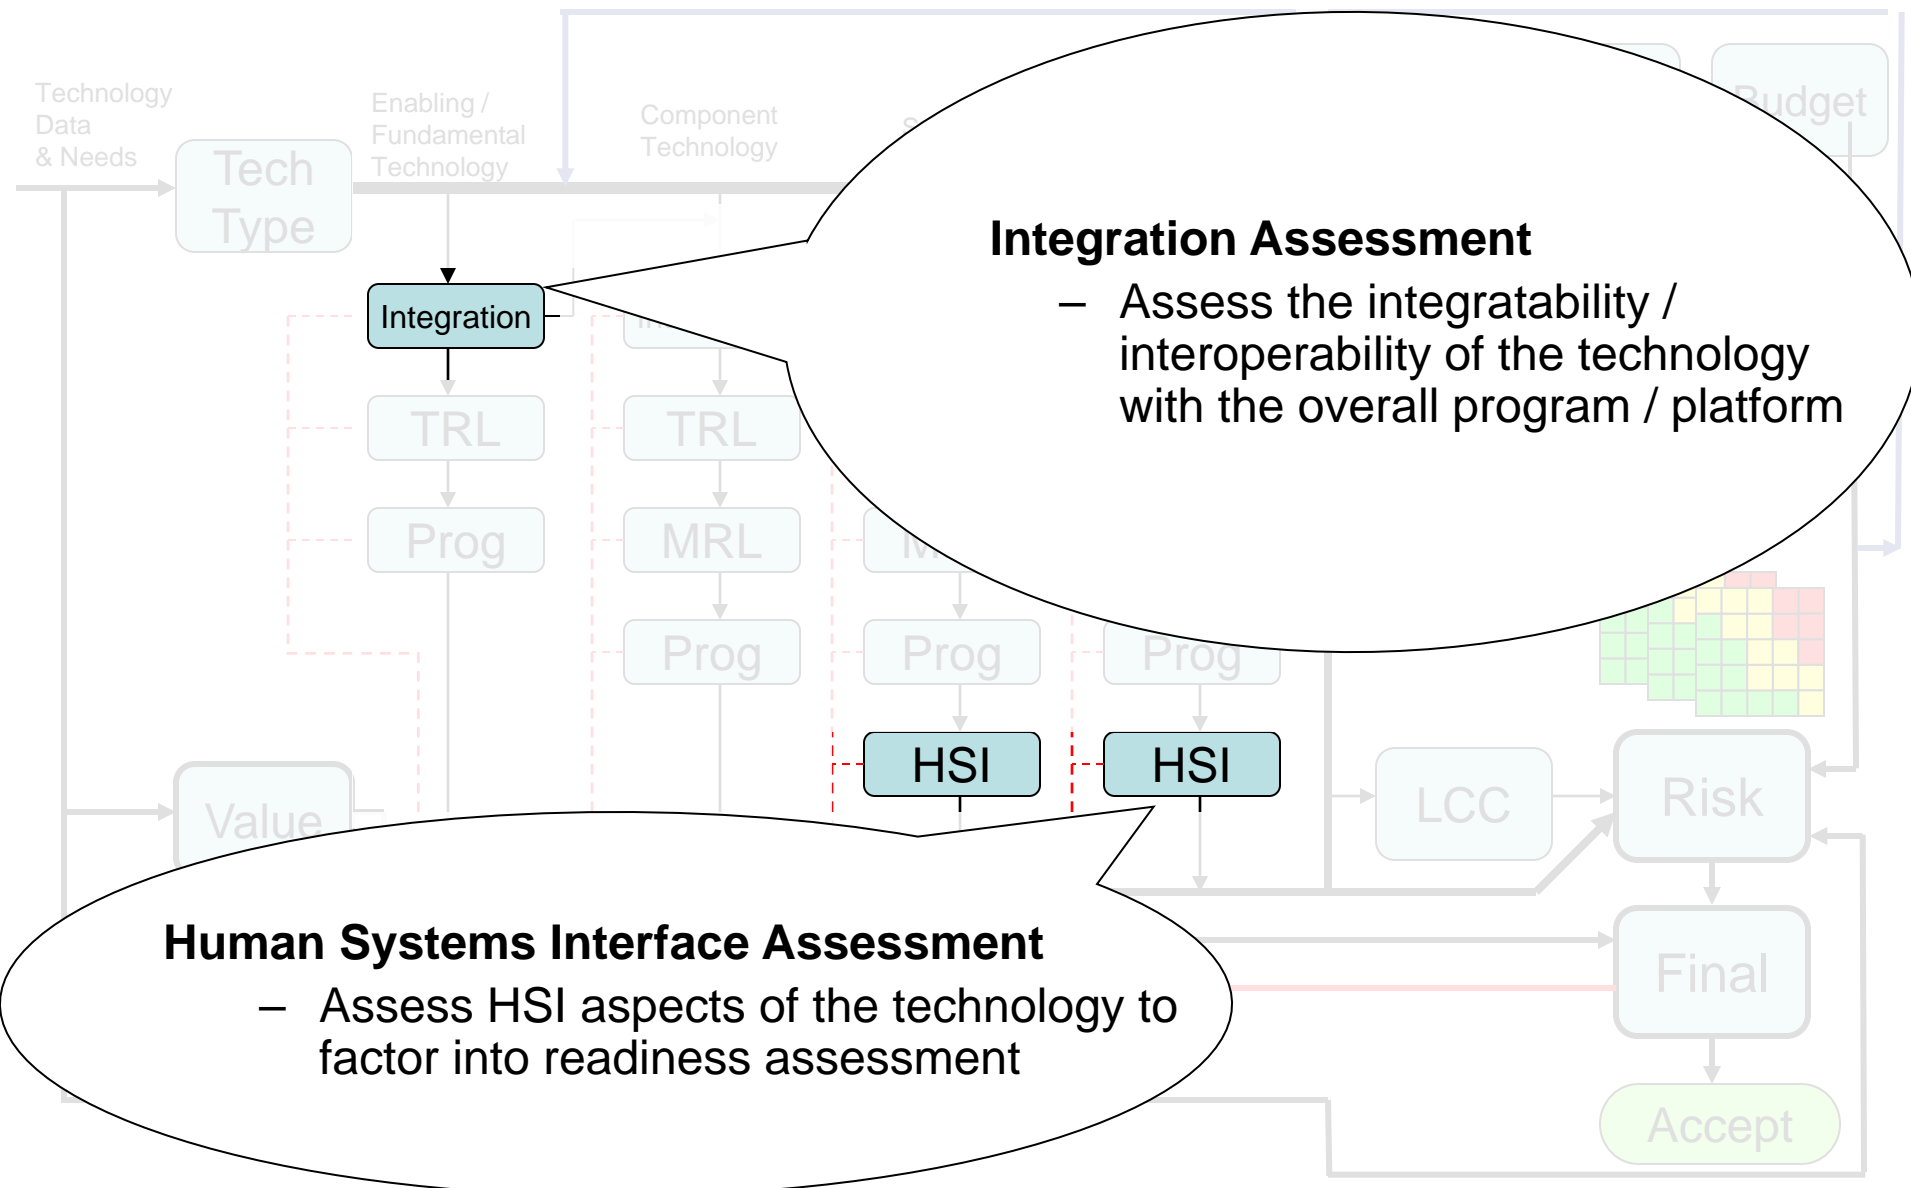 Technology
Data
& Needs
Enabling /
Fundamental
Technology
Component
Technology
Budget
Tech
Type
Integration Assessment
– Assess the integratability /
interoperability of the technology
with the overall program / platform
Integration
TRL
TRL
Prog
MRL
Prog
Prog
Prog
HSI
HSI
Value
LCC
Risk
Human Systems Interface Assessment
– Assess HSI aspects of the technology to
factor into readiness assessment
Final
Accept